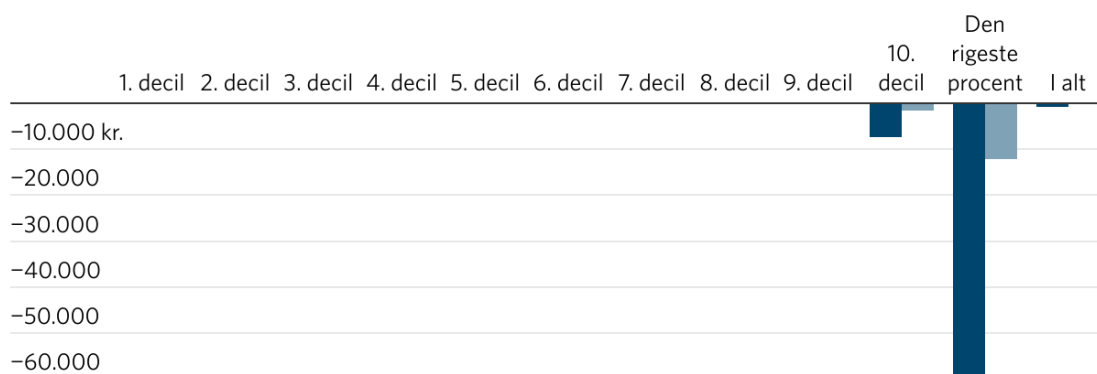 1. decil 2. decil 3. decil 4. decil 5. decil 6. decil 7. decil 8. decil 9. decil
10.
decil
Den
rigeste
procent
I alt
−10.000 kr.
−20.000
−30.000
−40.000
−50.000
−60.000